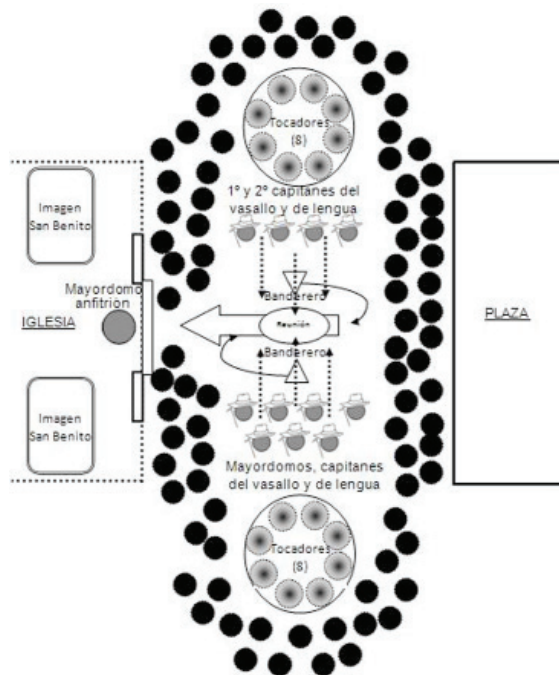 Tocadores
(8)
1º y 2º capitanes del
vasallo y de lengua
Imagen
San Benito
Mayordomo
anfitrión
IGLESIA
Banderero
Reunión
Banderero
PLAZA
Imagen
San Benito
Mayordomos, capitanes
del vasallo y de lengua
Tocadores
(8)